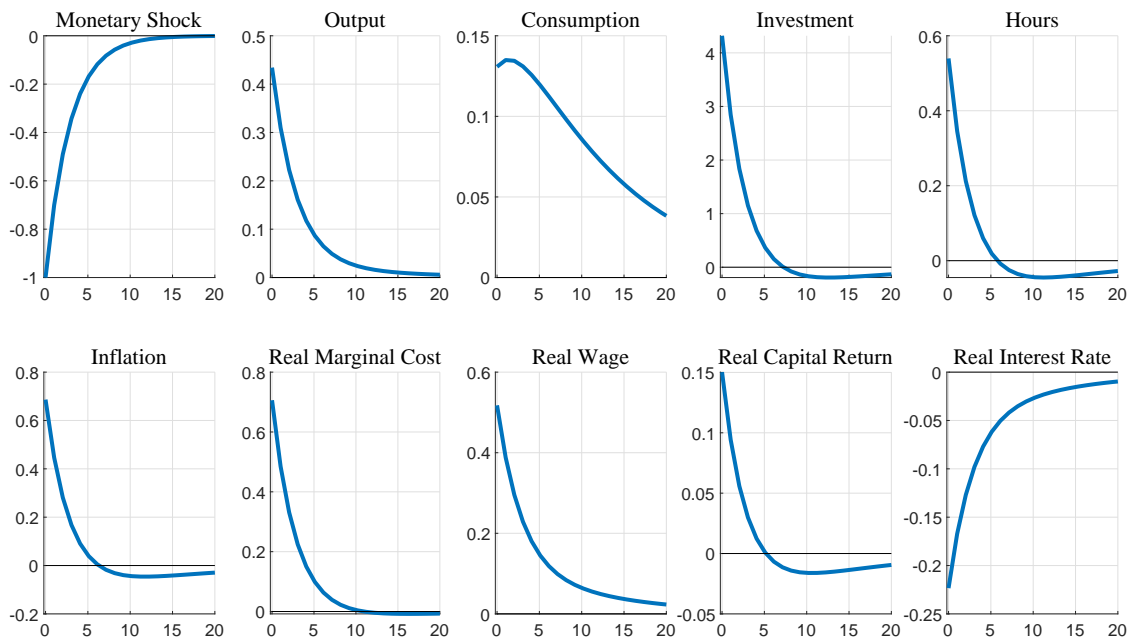 Monetary Shock
0
-0.2
-0.4
-0.6
-0.8
-1
0 5 10 15 20
Output
0.5
0.4
0.3
0.2
0.1
0
0 5 10 15 20
Consumption
0.15
0.1
0.05
0
0 5 10 15 20
Investment
4
3
2
1
0
0 5 10 15 20
Hours
0.6
0.4
0.2
0
0 5 10 15 20
Inflation
0.8
0.6
0.4
0.2
0
-0.2
0 5 10 15 20
Real Marginal Cost
0.8
0.6
0.4
0.2
0
0 5 10 15 20
Real Wage
0.6
0.4
0.2
0
0 5 10 15 20
Real Capital Return
0.15
0.1
0.05
0
-0.05
0 5 10 15 20
Real Interest Rate
0
-0.05
-0.1
-0.15
-0.2
-0.25
0 5 10 15 20